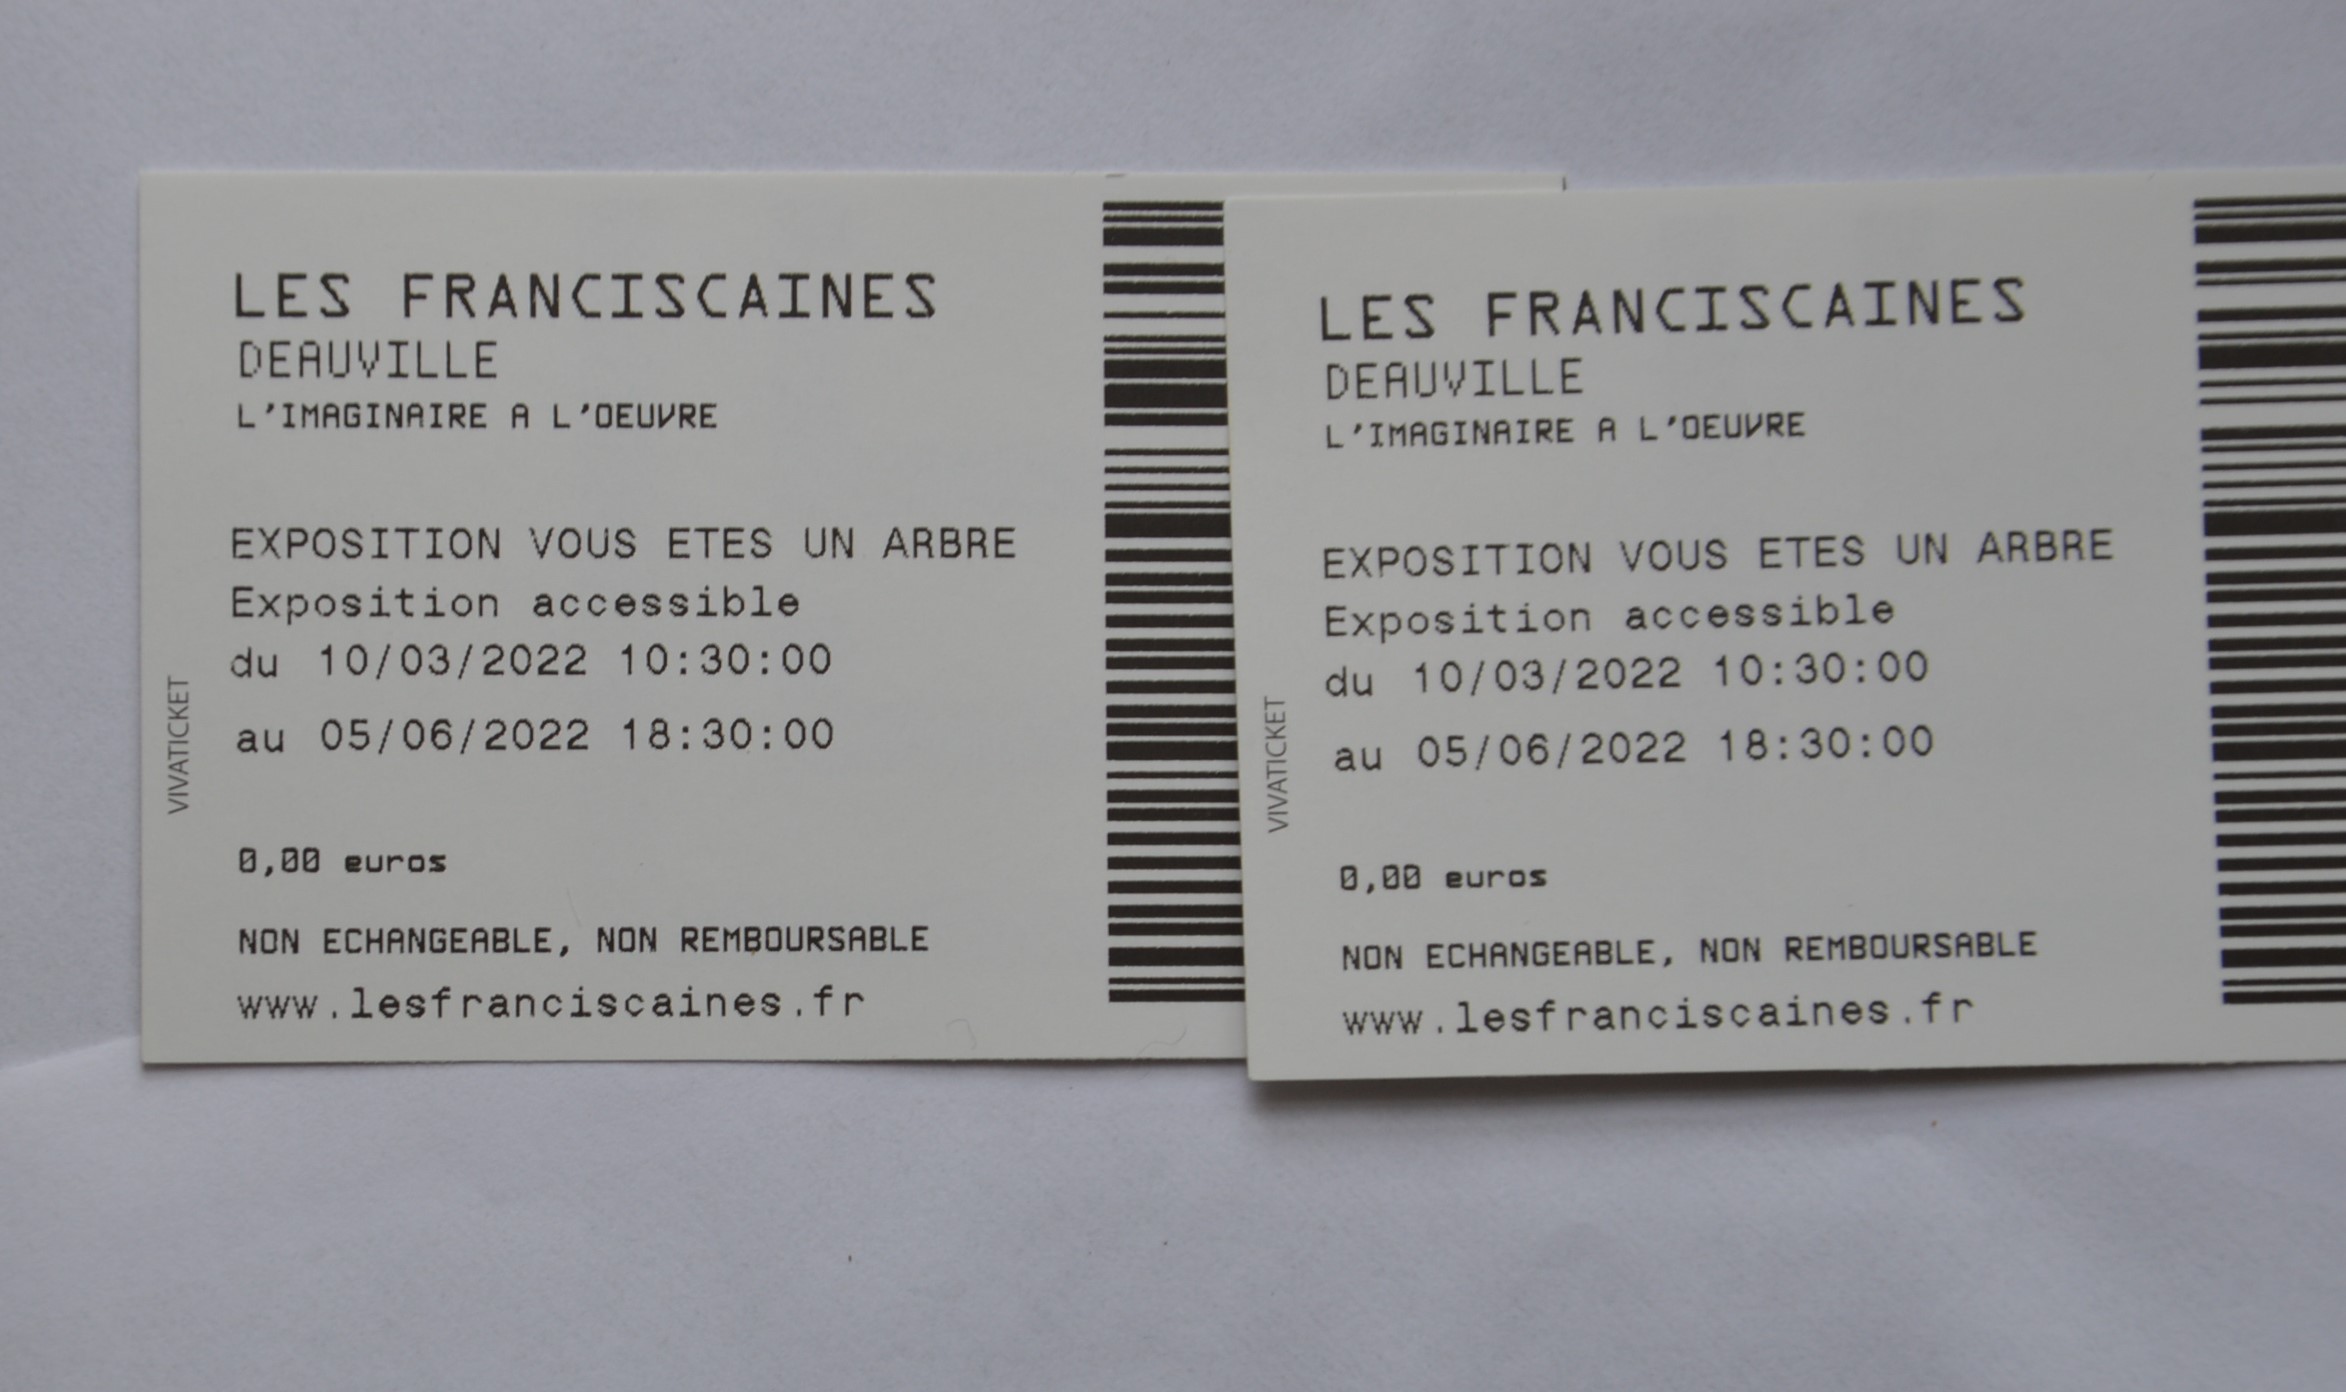 LES FRANCISCAINES
DEAUVILLE
L'IMAGINAIRE A L'OEUVRE
EXPOSITION VOUS ETES UN ARBRE
Exposition accessible
du 10/03/2022 10:30:00
au 05/06/2022 18:30:00
VIVATICKET
0,00 euros
NON ECHANGEABLE, NON REMBOURSABLE
www.lesfranciscaines.fr
LES FRANCISCAINES
DEAUVILLE
L'IMAGINAIRE A L'OEUVRE
EXPOSITION VOUS ETES UN ARBRE
Exposition accessible
du 10/03/2022 10:30:00
au 05/06/2022 18:30:00
VIVATICKET
0,00 euros
NON ECHANGEABLE, NON REMBOURSABLE
www.lesfranciscaines.fr